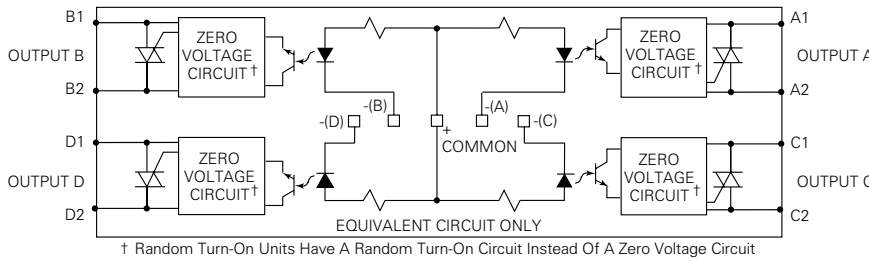 B1
OUTPUT B
B2
ZERO
VOLTAGE
CIRCUIT †
ZERO
VOLTAGE
CIRCUIT †
A1
OUTPUT A
A2
-(D)
-(B)
+
COMMON
-(A)
-(C)
D1
OUTPUT D
D2
ZERO
VOLTAGE
CIRCUIT†
ZERO
VOLTAGE
CIRCUIT †
C1
OUTPUT C
C2
EQUIVALENT CIRCUIT ONLY
† Random Turn-On Units Have A Random Turn-On Circuit Instead Of A Zero Voltage Circuit